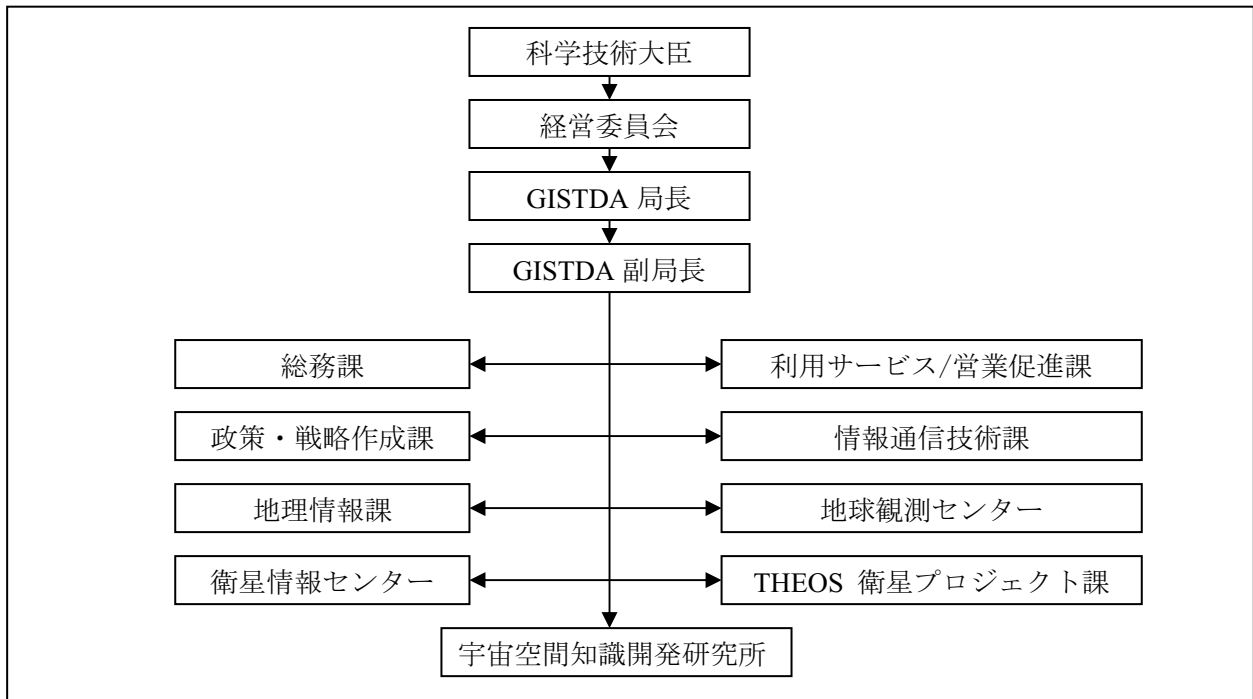 科学技術大臣
経営委員会
GISTDA 局長
GISTDA 副局長
総務課
利用サービス/営業促進課
政策・戦略作成課
情報通信技術課
地理情報課
地球観測センター
衛星情報センター
THEOS 衛星プロジェクト課
宇宙空間知識開発研究所